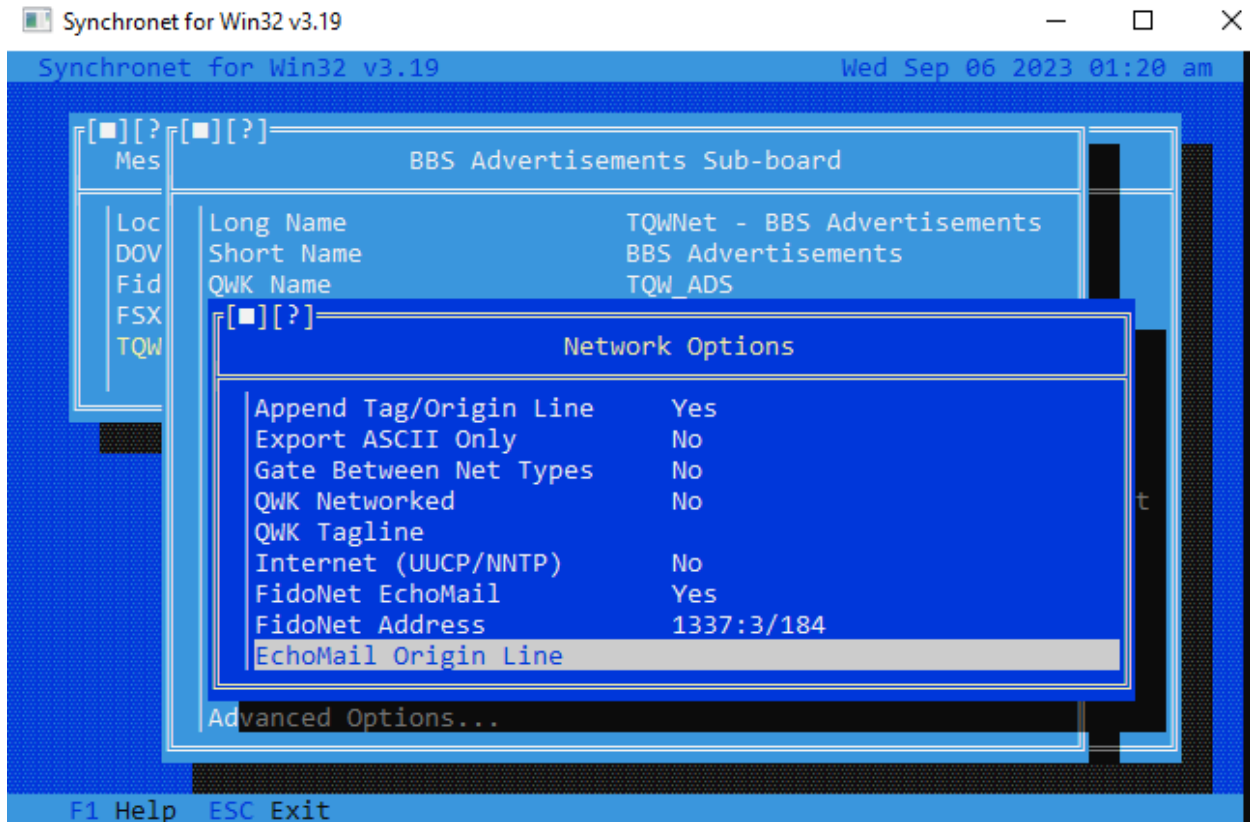 Synchronet for Win32 v3.19
Synchronet for Win32 v3.19 Wed Sep 06 2023 01:20 am
[■][?] [■][?]
Mes BBS Advertisements Sub-board
Loc Long Name TQWNet - BBS Advertisements
DOV Short Name BBS Advertisements
Fid QWK Name TQW_ADS
FSX [■][?]
TQW Network Options
Append Tag/Origin Line Yes
Export ASCII Only No
Gate Between Net Types No
QWK Networked No t
QWK Tagline
Internet (UUCP/NNTP) No
FidoNet EchoMail Yes
FidoNet Address 1337:3/184
EchoMail Origin Line
Advanced Options...
F1 Help ESC Exit